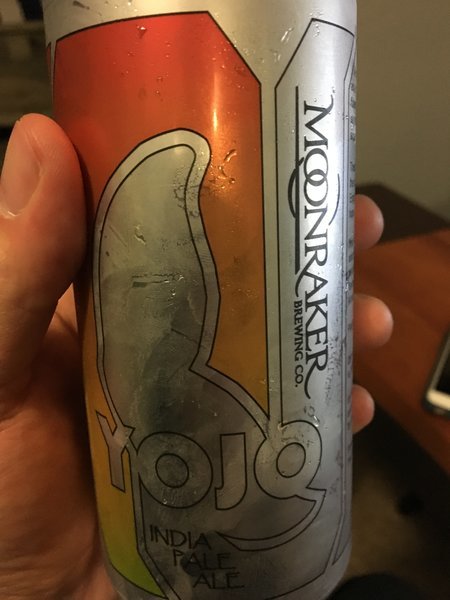 MOONRAKER
BREWING CO.
YOJO
INDIA
PALE
ALE